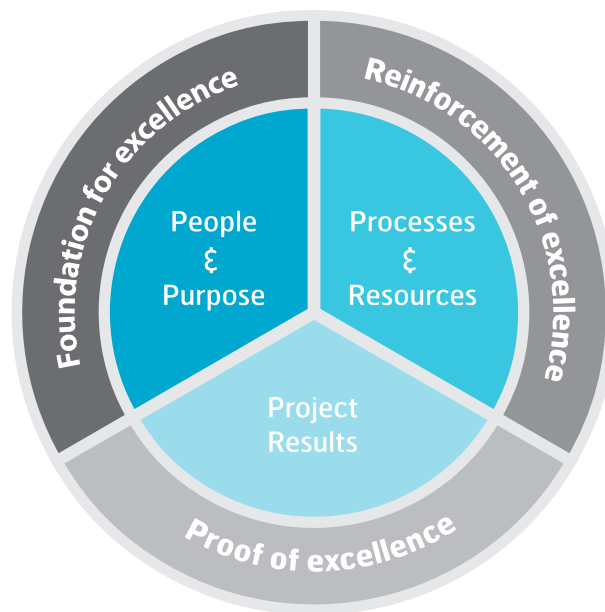 Foundation for excellence
Reinforcement of excellence
People
&
Purpose
Processes
&
Resources
Project
Results
Proof of excellence